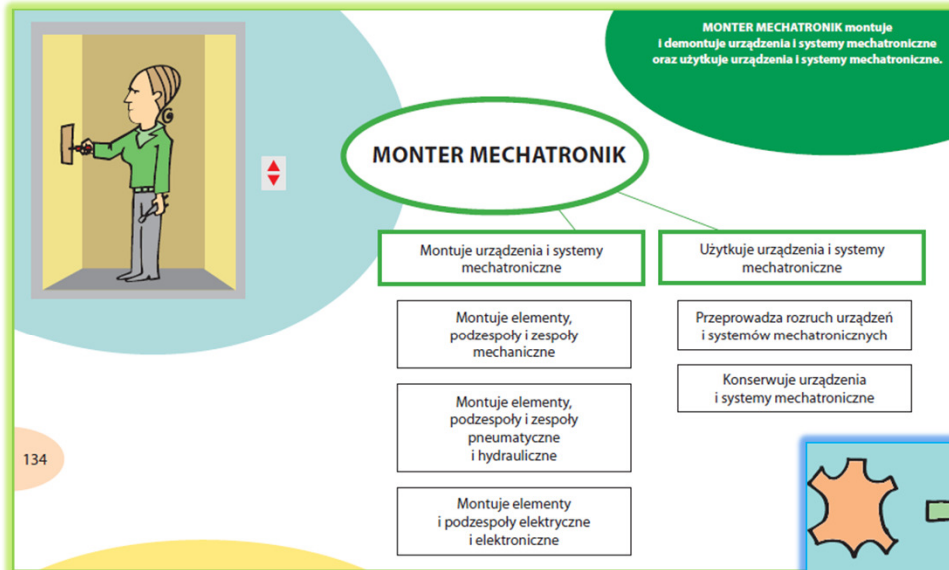 MONTER MECHATRONIK montuje
i demontuje urządzenia i systemy mechatroniczne
oraz użytkuje urządzenia i systemy mechatroniczne.
MONTER MECHATRONIK
Montuje urządzenia i systemy
mechatroniczne
Montuje elementy,
podzespoły i zespoły
mechaniczne
Montuje elementy,
podzespoły i zespoły
pneumatyczne
i hydrauliczne
Montuje elementy
i podzespoły elektryczne
i elektroniczne
Użytkuje urządzenia i systemy
mechatroniczne
Przeprowadza rozruch urządzeń
i systemów mechatronicznych
Konserwuje urządzenia
i systemy mechatroniczne
134